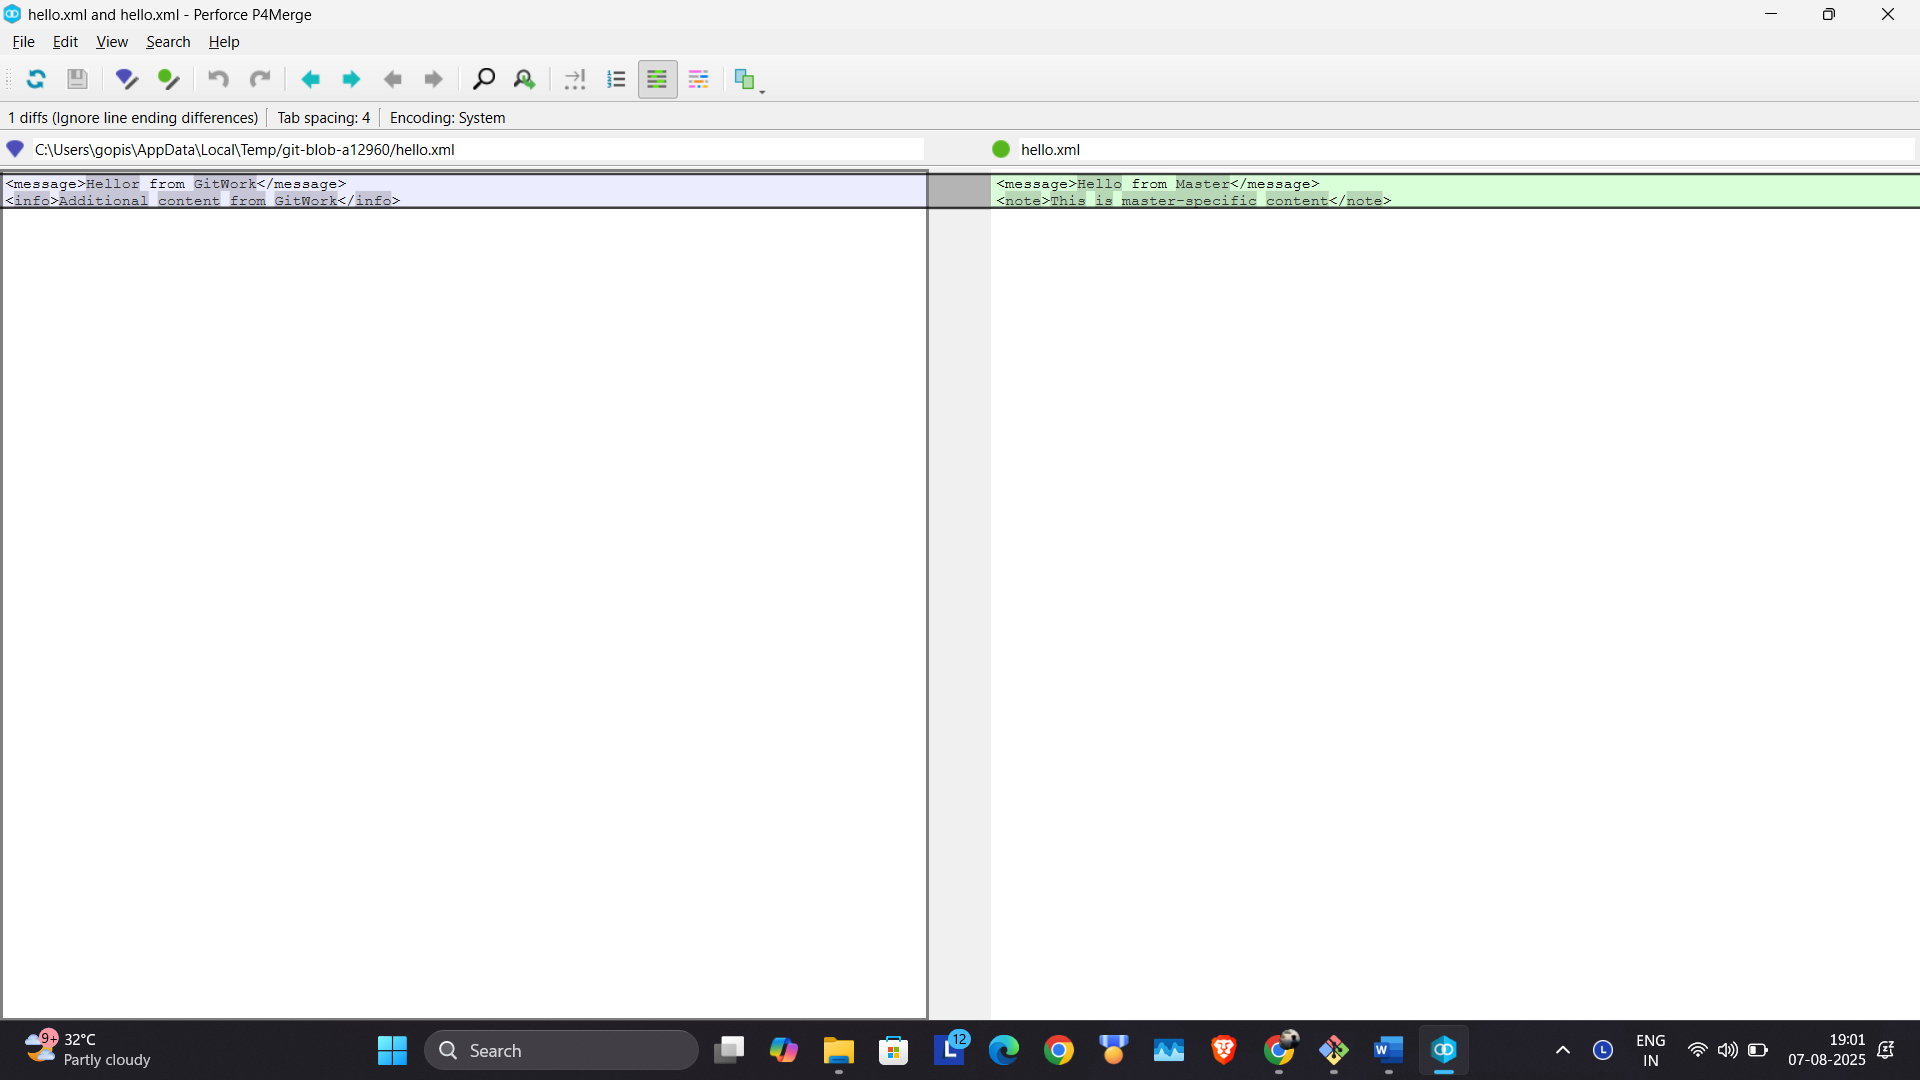 hello.xml and hello.xml - Perforce P4Merge
File Edit View Search Help
1 diffs (Ignore line ending differences) Tab spacing: 4 Encoding: System
C:\Users\gopis\AppData\Local\Temp/git-blob-a12960/hello.xml
hello.xml
<message>Hellor from GitWork</message>
<info>Additional content from GitWork</info>
<message>Hello from Master</message>
<note>This is master-specific content</note>
9+
32°C
Partly cloudy
Search
12
ENG
IN
19:01
07-08-2025